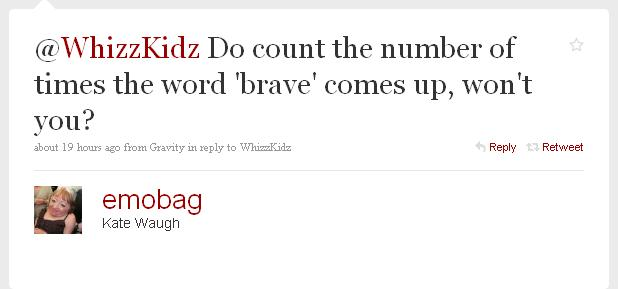 @WhizzKidz Do count the number of
times the word 'brave' comes up, won't
you?
about 19 hours ago from Gravity in reply to WhizzKidz
Reply Retweet
emobag
Kate Waugh